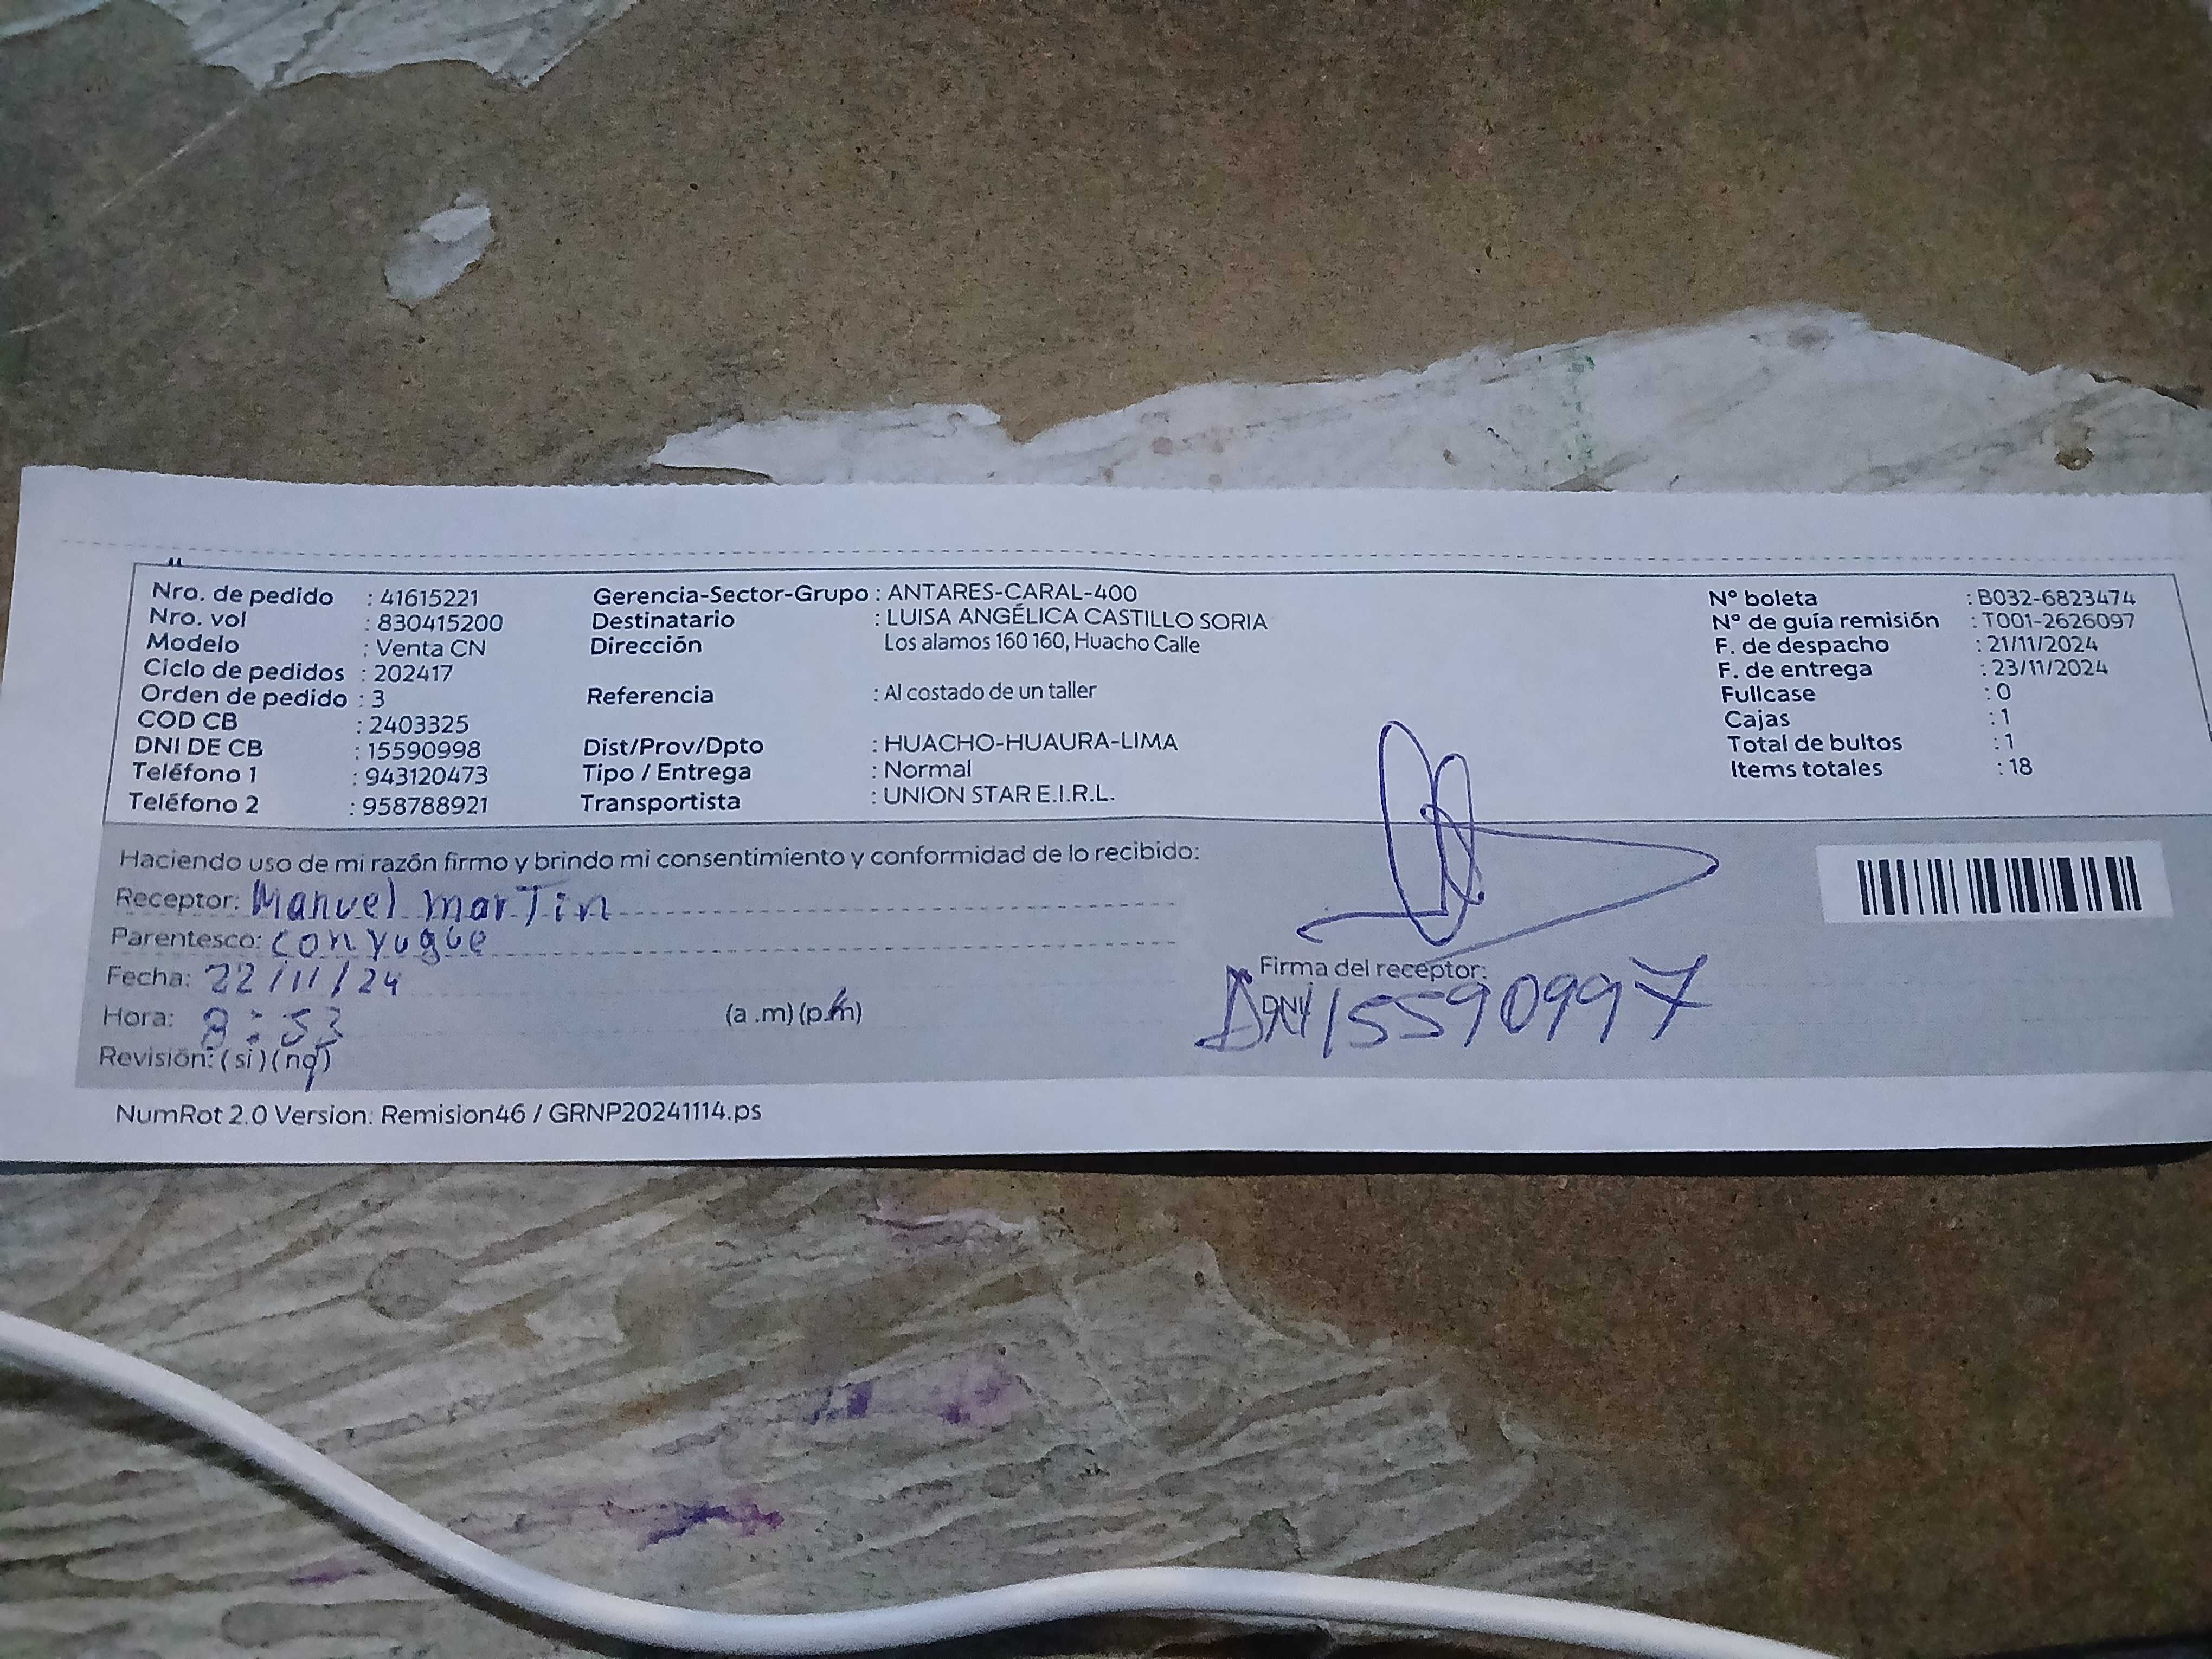 Nro. de pedido : 41615221 Gerencia-Sector-Grupo : ANTARES-CARAL-400 N° boleta : B032-6823474
Nro. vol : 830415200 Destinatario : LUISA ANGÉLICA CASTILLO SORIA N° de guía remisión : T001-2626097
Modelo : Venta CN Dirección Los alamos 160 160, Huacho Calle F. de despacho : 21/11/2024
Ciclo de pedidos : 202417 F. de entrega : 23/11/2024
Orden de pedido : 3 Referencia : Al costado de un taller Fullcase : 0
COD CB : 2403325 Cajas : 1
DNI DE CB : 15590998 Dist/Prov/Dpto : HUACHO-HUAURA-LIMA Total de bultos : 1
Teléfono 1 : 943120473 Tipo / Entrega : Normal Items totales : 18
Teléfono 2 : 958788921 Transportista : UNION STAR E.I.R.L.
Haciendo uso de mi razón firmo y brindo mi consentimiento y conformidad de lo recibido:
Receptor: Manuel marTin
Parentesco: conyugue
Fecha: 22/11/24 Firma del receptor:
Hora: 8:53 (a .m) (p.m) DNI 15590997
Revisión: ( si ) ( no )
NumRot 2.0 Version: Remision46 / GRNP20241114.ps